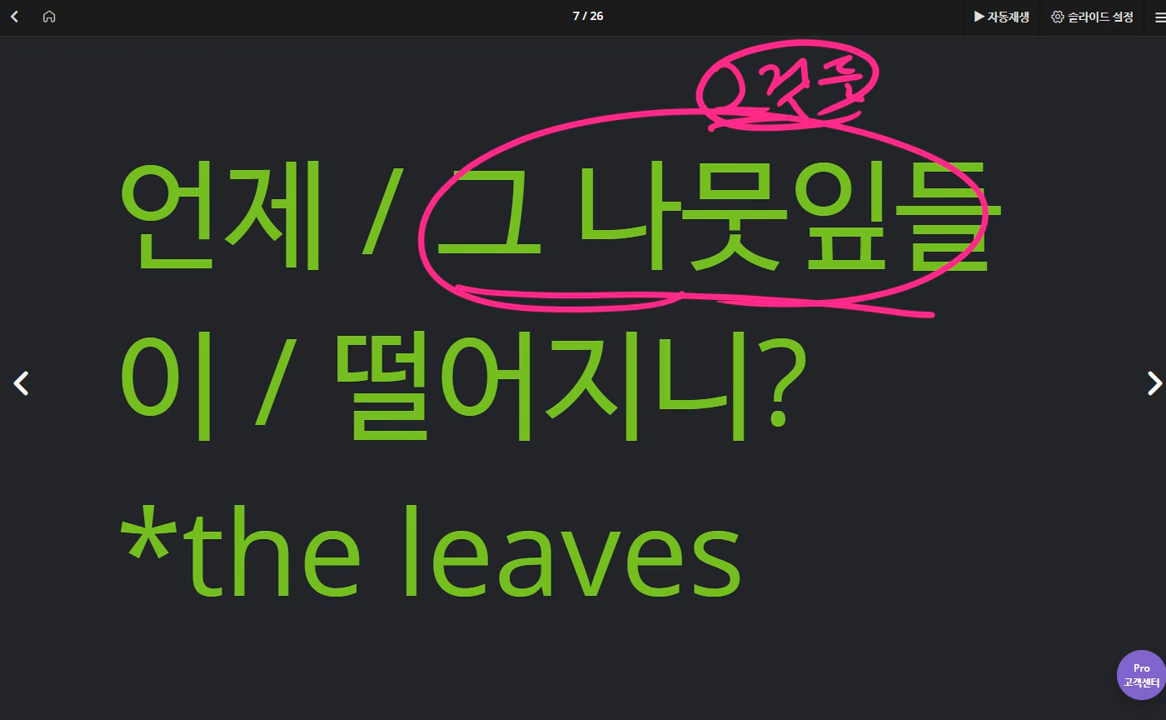 7 / 26
자동재생
슬라이드 설정
언제 / 그 나뭇잎들
이 / 떨어지니?
*the leaves
Pro
고객센터